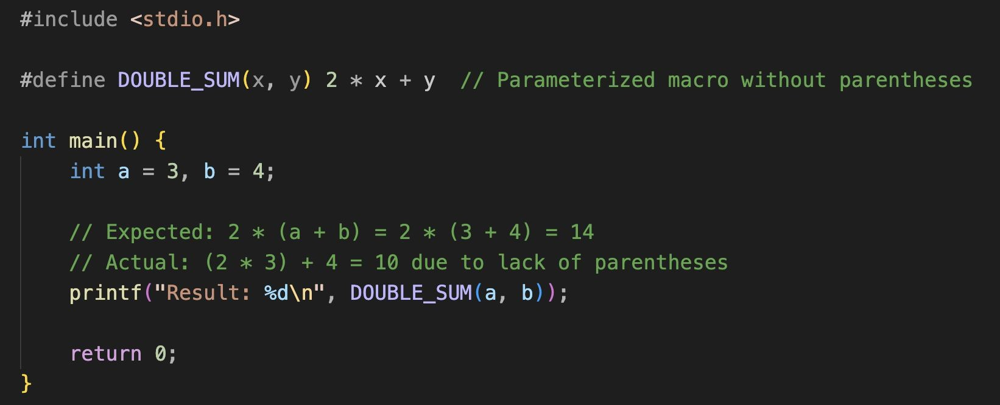 #include <stdio.h>
#define DOUBLE_SUM(x, y) 2 * x + y  // Parameterized macro without parentheses
int main() {
    int a = 3, b = 4;
    // Expected: 2 * (a + b) = 2 * (3 + 4) = 14
    // Actual: (2 * 3) + 4 = 10 due to lack of parentheses
    printf("Result: %d\n", DOUBLE_SUM(a, b));
    return 0;
}